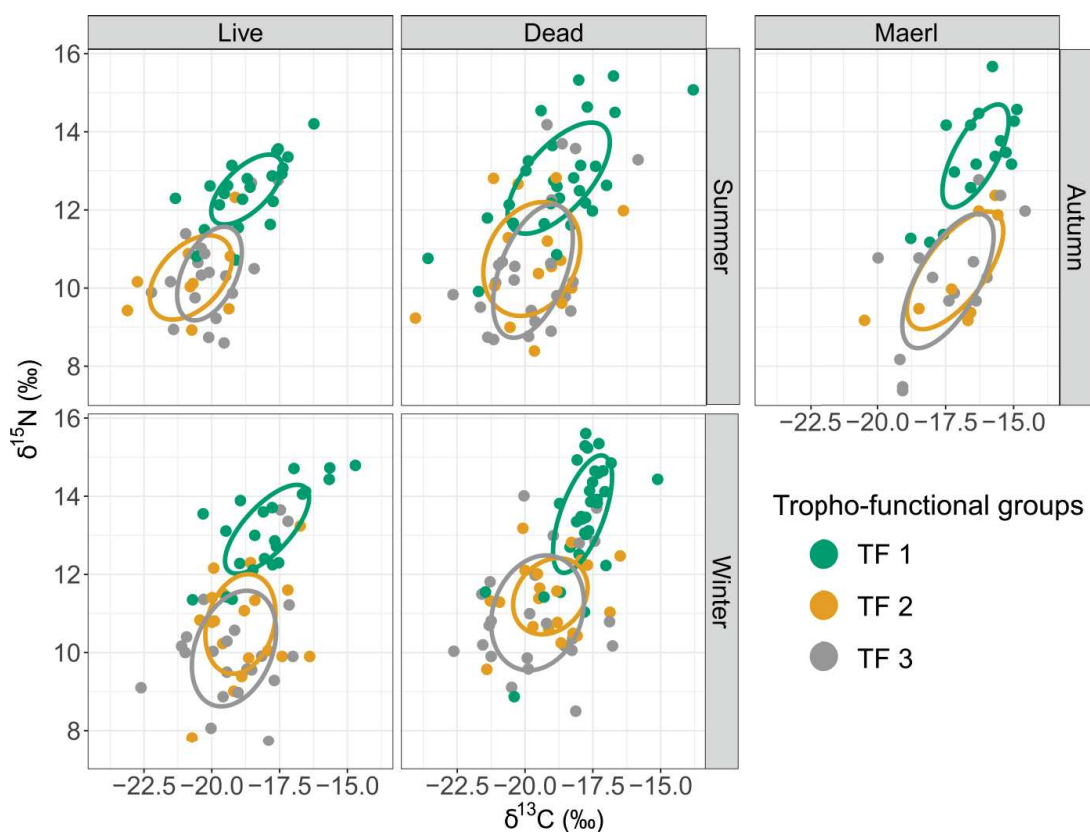 Live Dead Maerl
16
14
12
10
8
Summer
Autumn
−22.5 −20.0 −17.5 −15.0
δ15N (‰)
16
14
12
10
8
Winter
−22.5 −20.0 −17.5 −15.0 −22.5 −20.0 −17.5 −15.0
δ13C (‰)
Tropho-functional groups
TF 1
TF 2
TF 3